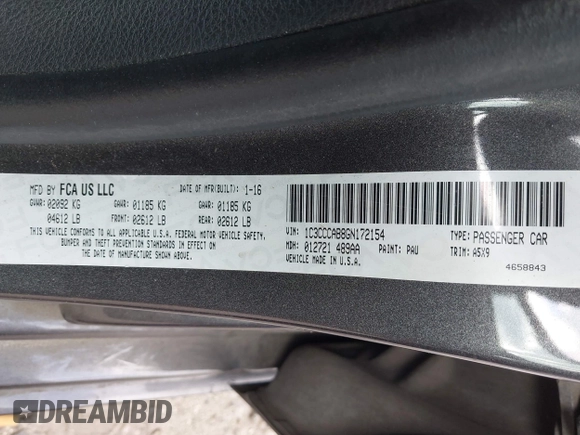 MFD BY FCA US LLC DATE OF MFR(BUILT): 1-16
GVWR: 02092 KG GAWR: 01185 KG GAWR: 01185 KG
04612 LB FRONT: 02612 LB REAR: 02612 LB
THIS VEHICLE CONFORMS TO ALL APPLICABLE U.S.A. FEDERAL MOTOR VEHICLE SAFETY,
BUMPER AND THEFT PREVENTION STANDARDS IN EFFECT ON
THE DATE OF MANUFACTURE SHOWN ABOVE.
VIN: 1C3CCCAB8GN172154 TYPE: PASSENGER CAR
MDH: 012721 489AA PAINT: PAU TRIM: A5X9
VEHICLE MADE IN U.S.A.
4658843
DREAMBID